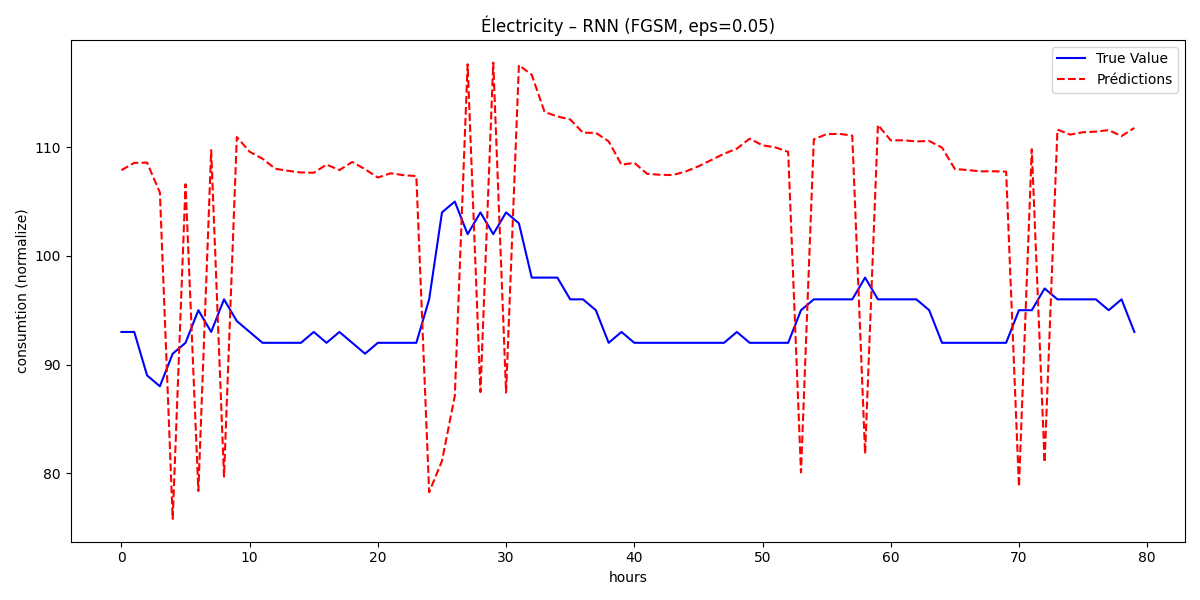 Électricity – RNN (FGSM, eps=0.05)
True Value
Prédictions
consumtion (normalize)
110
100
90
80
0 10 20 30 40 50 60 70 80
hours